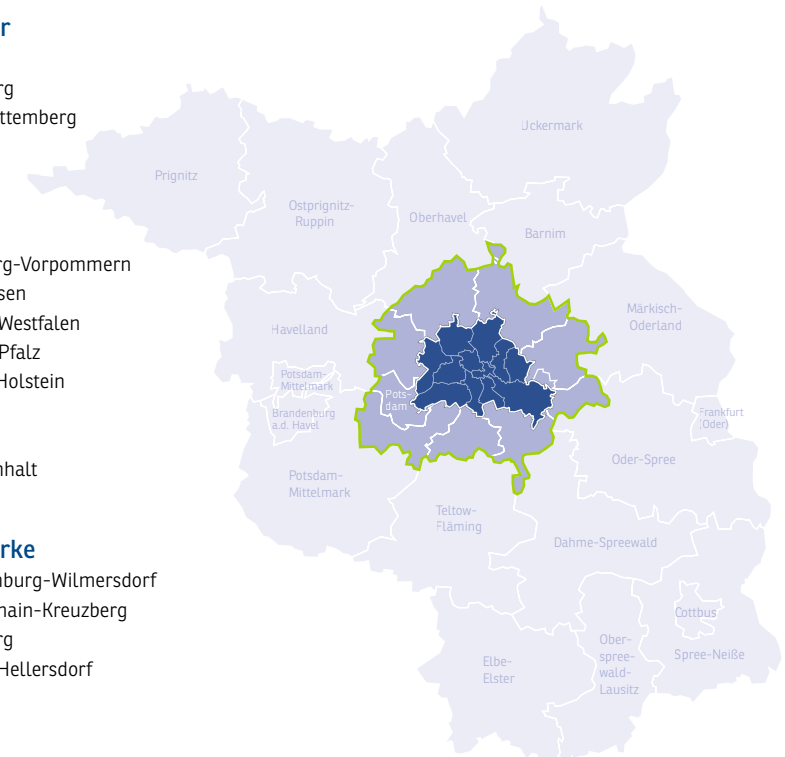 r
rg
ttemberg
rg-Vorpommern
sen
Westfalen
Pfalz
Holstein
nhalt
rke
nburg-Wilmersdorf
hain-Kreuzberg
rg
Hellersdorf
Uckermark
Prignitz
Ostprignitz-
Ruppin
Oberhavel
Barnim
Märkisch-
Oderland
Havelland
Potsdam-
Mittelmark
Pots-
dam
Brandenburg
a.d. Havel
Frankfurt
(Oder)
Oder-Spree
Potsdam-
Mittelmark
Teltow-
Fläming
Dahme-Spreewald
Cottbus
Ober-
spree-
wald-
Lausitz
Spree-Neiße
Elbe-
Elster